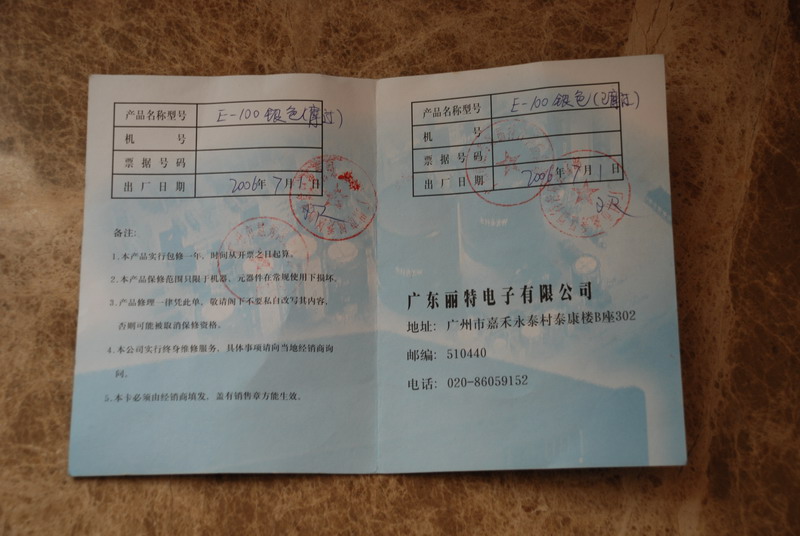 产品名称型号 E-100 银色(摩过)
机 号
票据号码
出厂日期 2006年7月1日
备注:
1.本产品实行包修一年，时间从开票之日起算。
2.本产品保修范围只限于机器、元器件在常规使用下损坏。
3.产品修理一律凭此单，敬请阁下不要私自改写其内容，
否则可能被取消保修资格。
4.本公司实行终身维修服务，具体事项请向当地经销商询
问。
5.本卡必须由经销商填发，盖有销售章方能生效。
产品名称型号 E-100 银色(已摩过)
机 号
票据号码
出厂日期 2006年7月1日
广东丽特电子有限公司
地址: 广州市嘉禾永泰村泰康楼B座302
邮编: 510440
电话: 020-86059152